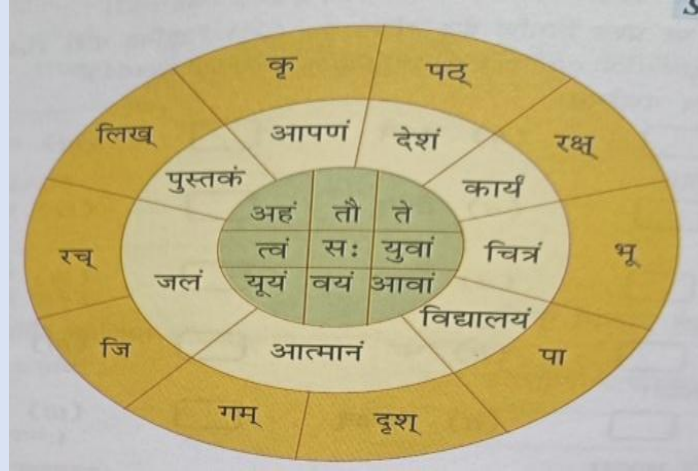 कृ
पठ्
रक्ष्
भू
पा
दृश्
गम्
जि
रच्
लिख्
आपणं
देशं
कार्यं
चित्रं
विद्यालयं
आत्मानं
जलं
पुस्तकं
अहं तौ ते
त्वं सः युवां
यूयं वयं आवां